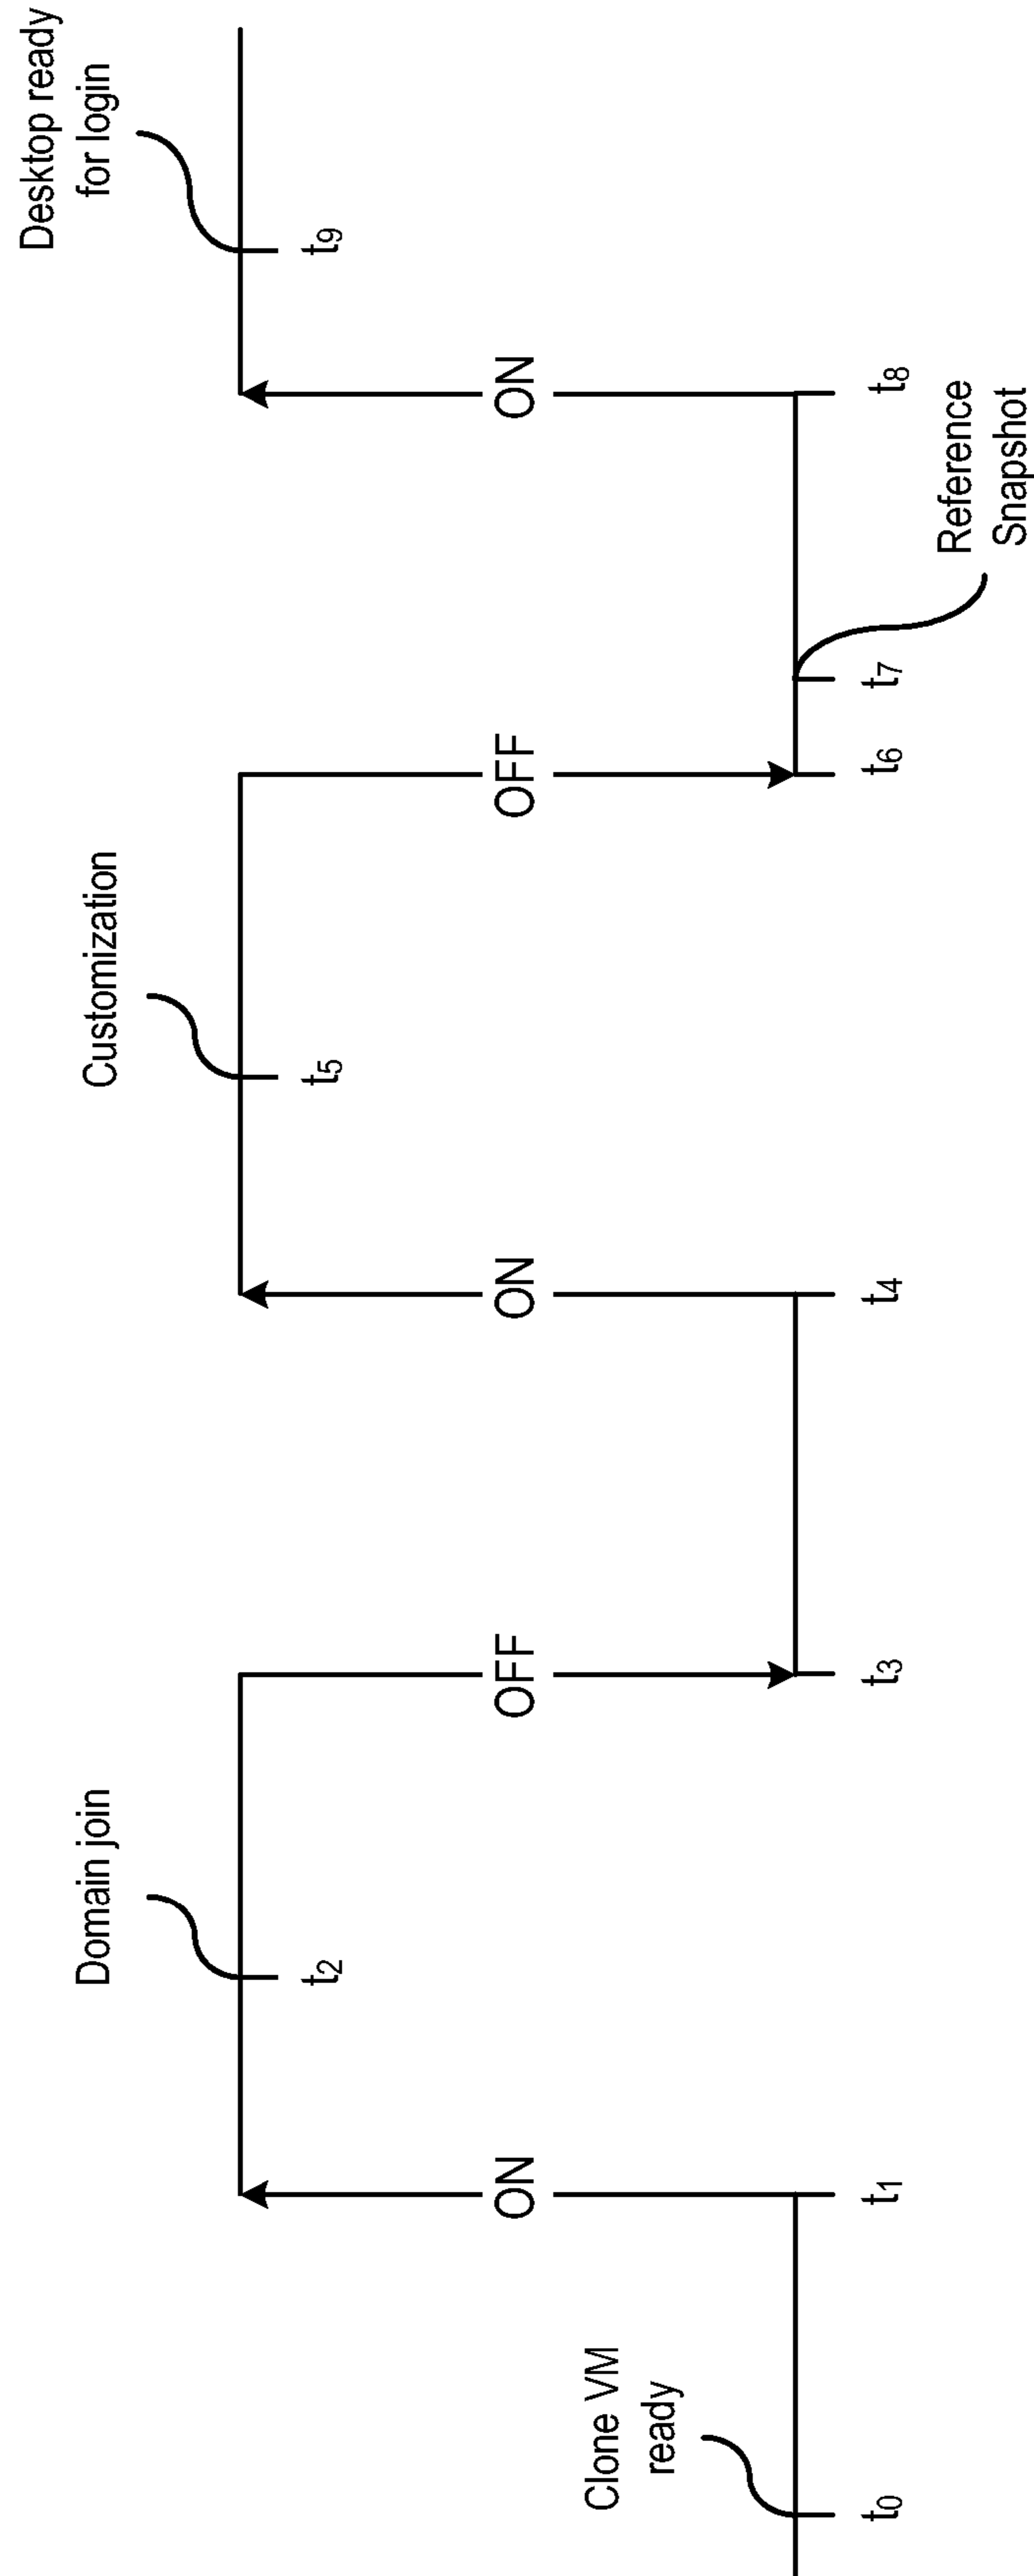 Desktop ready
for login
Customization
Domain join
t2
t5
t9
ON
OFF
ON
OFF
ON
Clone VM
ready
t0
t1
t3
t4
t6
t7
t8
Reference
Snapshot